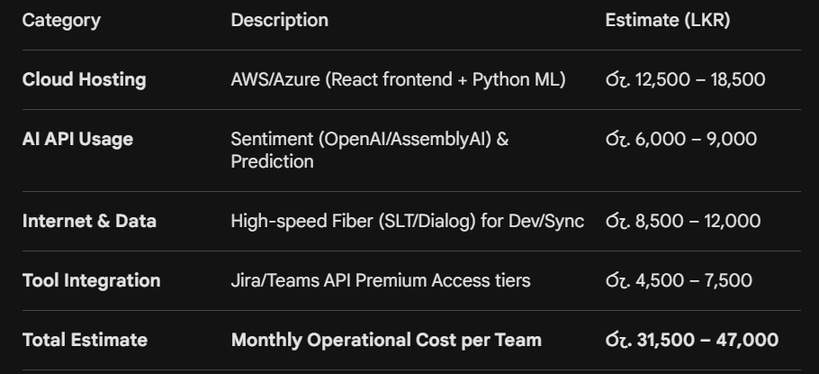 Category Description Estimate (LKR)
Cloud Hosting AWS/Azure (React frontend + Python ML) රු. 12,500 – 18,500
AI API Usage Sentiment (OpenAI/AssemblyAI) & රු. 6,000 – 9,000
Prediction
Internet & Data High-speed Fiber (SLT/Dialog) for Dev/Sync රු. 8,500 – 12,000
Tool Integration Jira/Teams API Premium Access tiers රු. 4,500 – 7,500
Total Estimate Monthly Operational Cost per Team රු. 31,500 – 47,000